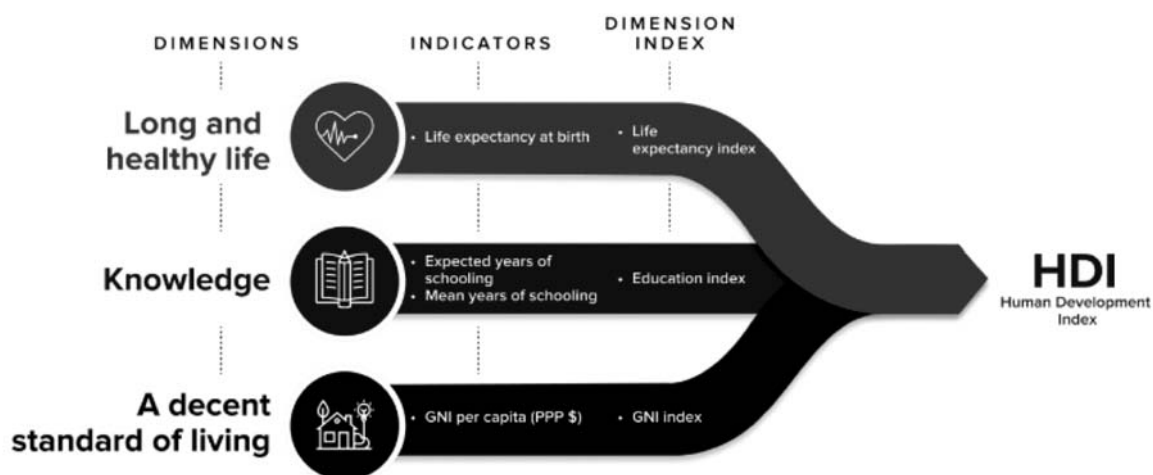 DIMENSIONS
INDICATORS
DIMENSION
INDEX
Long and
healthy life
• Life expectancy at birth
• Life
expectancy index
Knowledge
• Expected years of
schooling
• Mean years of schooling
• Education index
HDI
Human Development
Index
A decent
standard of living
• GNI per capita (PPP $)
• GNI index